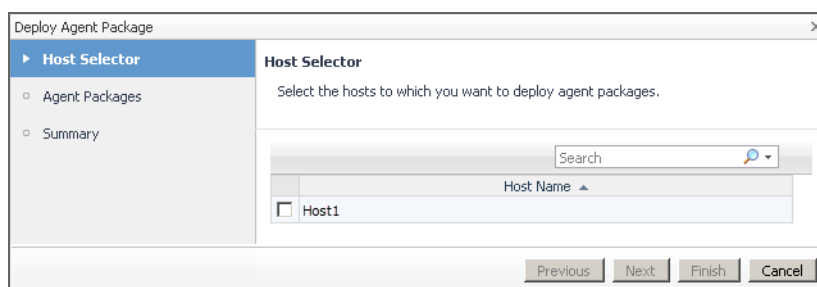 Deploy Agent Package
Host Selector
Agent Packages
Summary
Host Selector
Select the hosts to which you want to deploy agent packages.
Search
Host Name
Host1
Previous
Next
Finish
Cancel